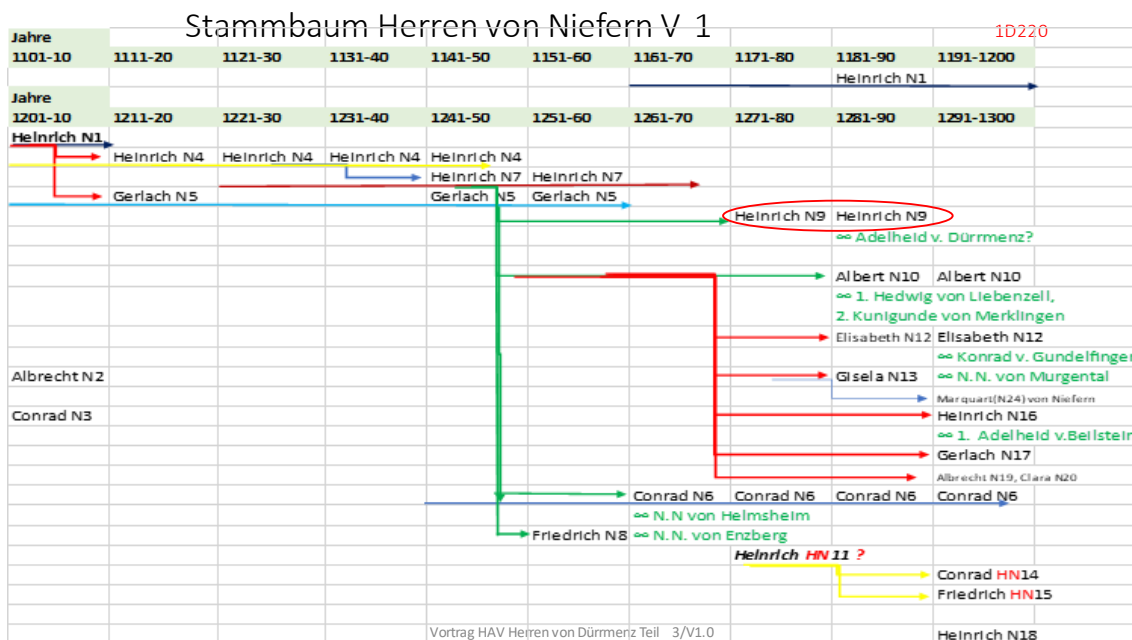 Stammbaum Herren von Niefern V 1
1D220
Jahre
1101-10 1111-20 1121-30 1131-40 1141-50 1151-60 1161-70 1171-80 1181-90 1191-1200
Heinrich N1
Jahre
1201-10 1211-20 1221-30 1231-40 1241-50 1251-60 1261-70 1271-80 1281-90 1291-1300
Heinrich N1
Heinrich N4 Heinrich N4 Heinrich N4 Heinrich N4
Heinrich N7 Heinrich N7
Gerlach N5 Gerlach N5 Gerlach N5
Heinrich N9 Heinrich N9
∞ Adelheid v. Dürrmenz?
Albert N10 Albert N10
∞ 1. Hedwig von Liebenzell,
2. Kunigunde von Merklingen
Elisabeth N12 Elisabeth N12
∞ Konrad v. Gundelfinger
Albrecht N2 Gisela N13 ∞ N.N. von Murgental
Marquart(N24) von Niefern
Conrad N3 Heinrich N16
∞ 1. Adelheid v.Beilstein
Gerlach N17
Albrecht N19, Clara N20
Conrad N6 Conrad N6 Conrad N6 Conrad N6
∞ N.N von Helmsheim
Friedrich N8 ∞ N.N. von Enzberg
Heinrich HN 11 ?
Conrad HN14
Friedrich HN15
Vortrag HAV Herren von Dürrmenz Teil 3/V1.0
Heinrich N18